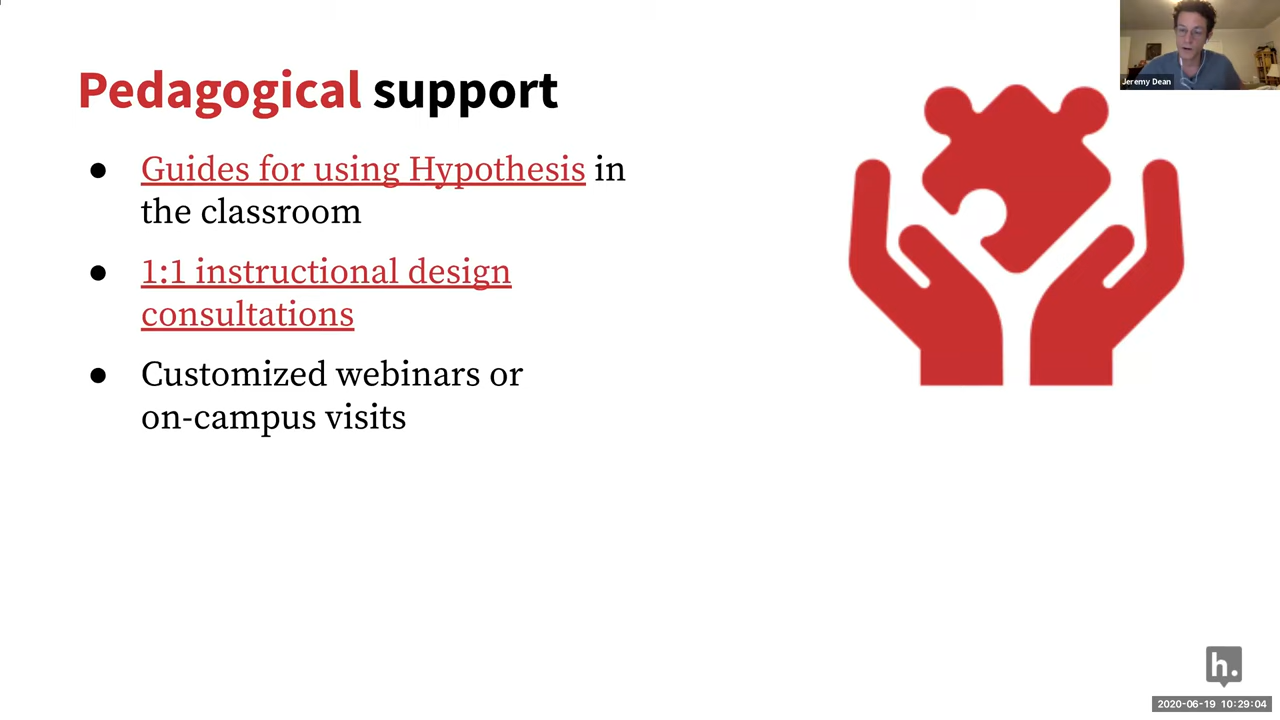 Pedagogical support
● Guides for using Hypothesis in
the classroom
● 1:1 instructional design
consultations
● Customized webinars or
on-campus visits
Jeremy Dean
h.
2020-06-19 10:29:04